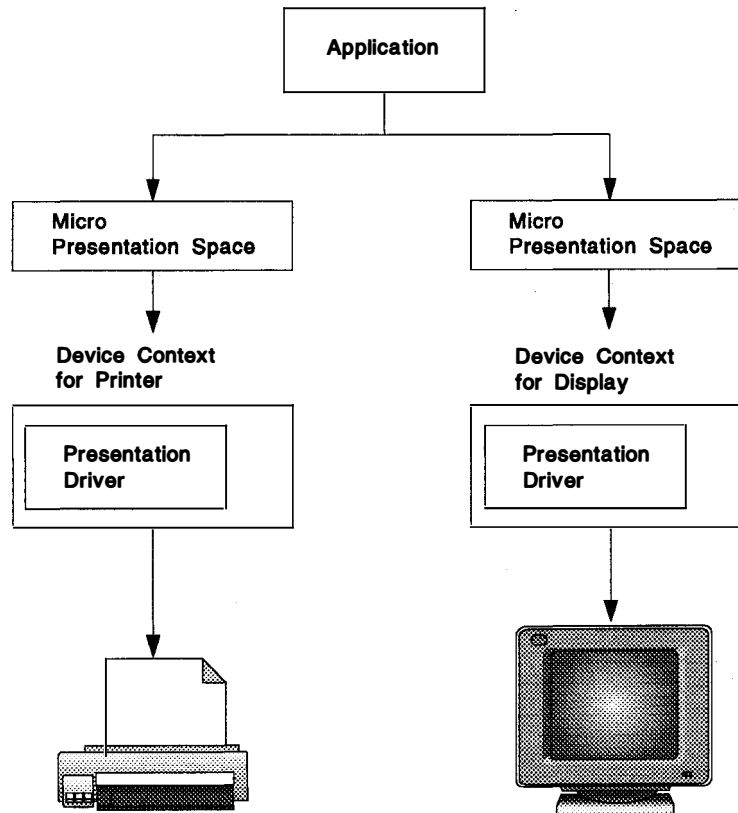 Application
Micro
Presentation Space
Micro
Presentation Space
Device Context
for Printer
Device Context
for Display
Presentation
Driver
Presentation
Driver